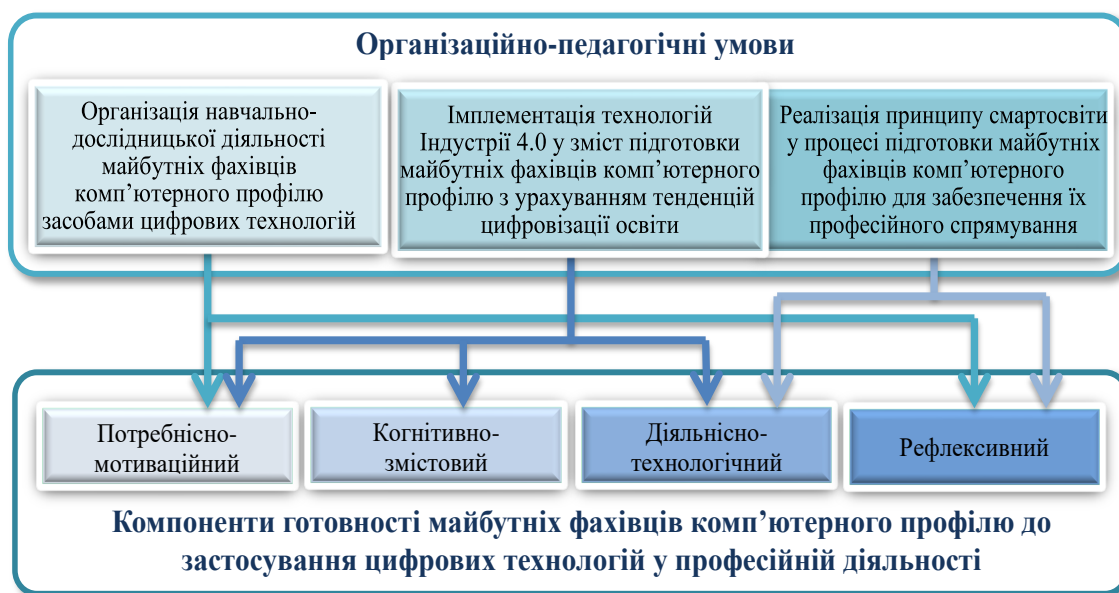 Організаційно-педагогічні умови
Організація навчально-
дослідницької діяльності
майбутніх фахівців
комп’ютерного профілю
засобами цифрових технологій
Імплементація технологій
Індустрії 4.0 у зміст підготовки
майбутніх фахівців комп’ютерного
профілю з урахуванням тенденцій
цифровізації освіти
Реалізація принципу смартосвіти
у процесі підготовки майбутніх
фахівців комп’ютерного
профілю для забезпечення їх
професійного спрямування
Потребнісно-
мотиваційний
Когнітивно-
змістовий
Діяльнісно-
технологічний
Рефлексивний
Компоненти готовності майбутніх фахівців комп’ютерного профілю до
застосування цифрових технологій у професійній діяльності